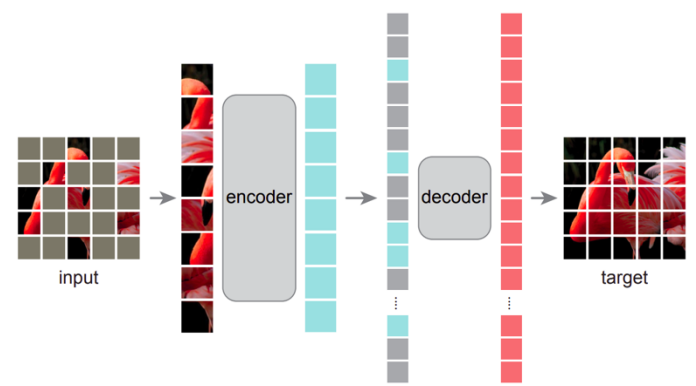 input
encoder
decoder
target